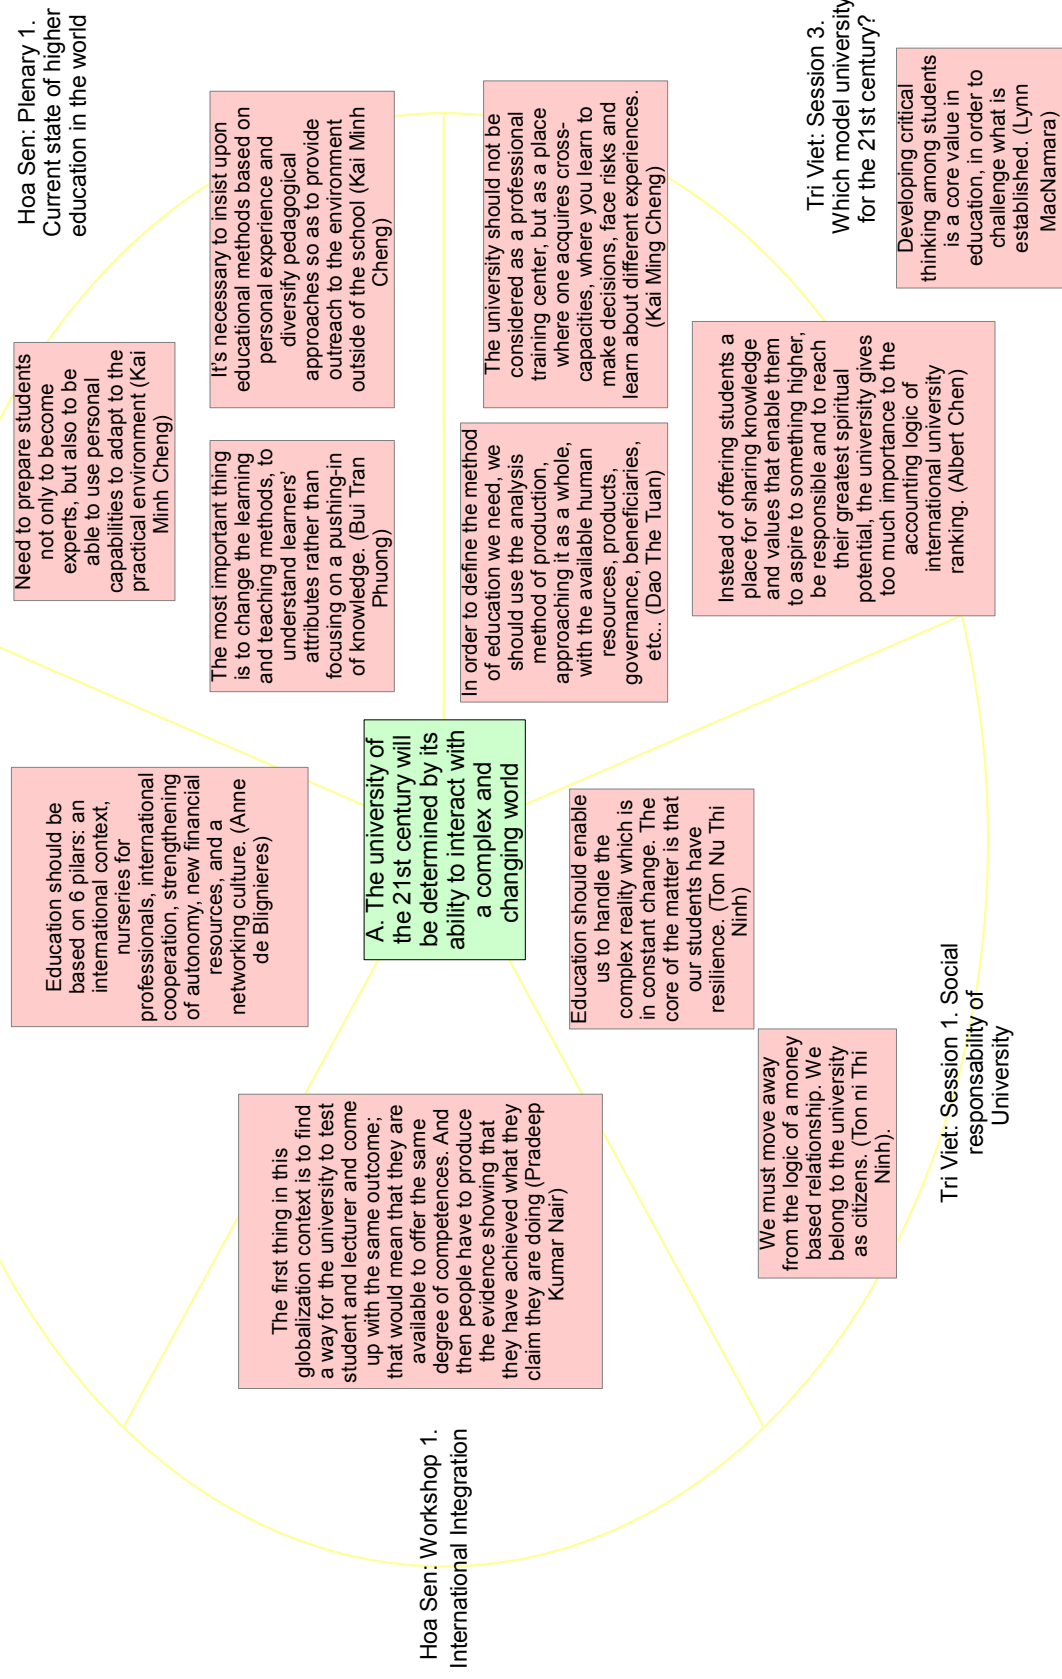 Hoa Sen: Plenary 1.
Current state of higher
education in the world
Need to prepare students
not only to become
experts, but also to be
able to use personal
capabilities to adapt to the
practical environment (Kai
Minh Cheng)
It's necessary to insist upon
educational methods based on
personal experience and
diversify pedagogical
approaches so as to provide
outreach to the environment
outside of the school (Kai Minh
Cheng)
The most important thing
is to change the learning
and teaching methods, to
understand learners'
attributes rather than
focusing on a pushing-in
of knowledge. (Bui Tran
Phuong)
The university should not be
considered as a professional
training center, but as a place
where one acquires cross-
capacities, where you learn to
make decisions, face risks and
learn about different experiences.
(Kai Ming Cheng)
In order to define the method
of education we need, we
should use the analysis
method of production,
approaching it as a whole,
with the available human
resources, products,
governance, beneficiaries,
etc.. (Dao The Tuan)
Tri Viet: Session 3.
Which model university
for the 21st century?
Developing critical
thinking among students
is a core value in
education, in order to
challenge what is
established. (Lynn
MacNamara)
Instead of offering students a
place for sharing knowledge
and values that enable them
to aspire to something higher,
be responsible and to reach
their greatest spiritual
potential, the university gives
too much importance to the
accounting logic of
international university
ranking. (Albert Chen)
Education should be
based on 6 pilars: an
international context,
nurseries for
professionals, international
cooperation, strengthening
of autonomy, new financial
resources, and a
networking culture. (Anne
de Blignieres)
A. The university of
the 21st century will
be determined by its
ability to interact with
a complex and
changing world
Education should enable
us to handle the
complex reality which is
in constant change. The
core of the matter is that
our students have
resilience. (Ton Nu Thi
Ninh)
We must move away
from the logic of a money
based relationship. We
belong to the university
as citizens. (Ton ni Thi
Ninh).
Tri Viet: Session 1. Social
responsability of
University
The first thing in this
globalization context is to find
a way for the university to test
student and lecturer and come
up with the same outcome;
that would mean that they are
available to offer the same
degree of competences. And
then people have to produce
the evidence showing that
they have achieved what they
claim they are doing (Pradeep
Kumar Nair)
Hoa Sen: Workshop 1.
International Integration